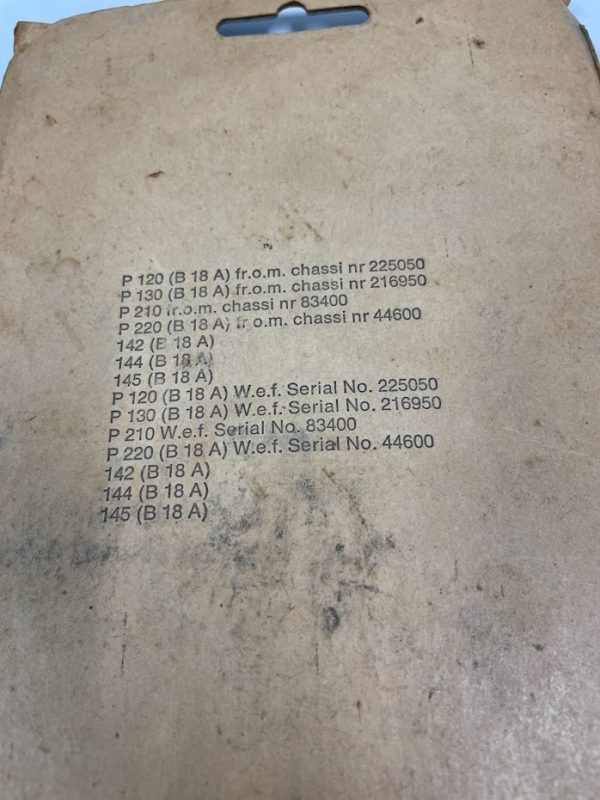 P 120 (B 18 A) fr.o.m. chassi nr 225050
P 130 (B 18 A) fr.o.m. chassi nr 216950
P 210 fr.o.m. chassi nr 83400
P 220 (B 18 A) fr o.m. chassi nr 44600
142 (B 18 A)
144 (B 18 A)
145 (B 18 A)
P 120 (B 18 A) W.e.f. Serial No. 225050
P 130 (B 18 A) W.e.f. Serial No. 216950
P 210 W.e.f. Serial No. 83400
P 220 (B 18 A) W.e.f. Serial No. 44600
142 (B 18 A)
144 (B 18 A)
145 (B 18 A)